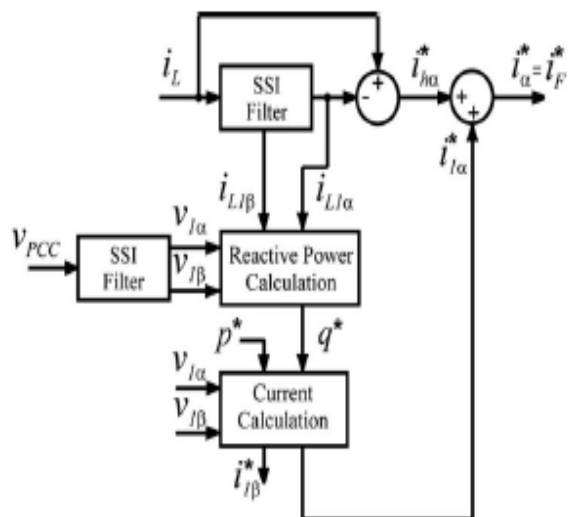 i_L
SSI
Filter
-
+
i*_hα
+
+
i*_α = i*_F
i*_1α
i_L1β
i_L1α
v_PCC
SSI
Filter
v_1α
v_1β
Reactive Power
Calculation
p*
q*
v_1α
v_1β
Current
Calculation
i*_1β